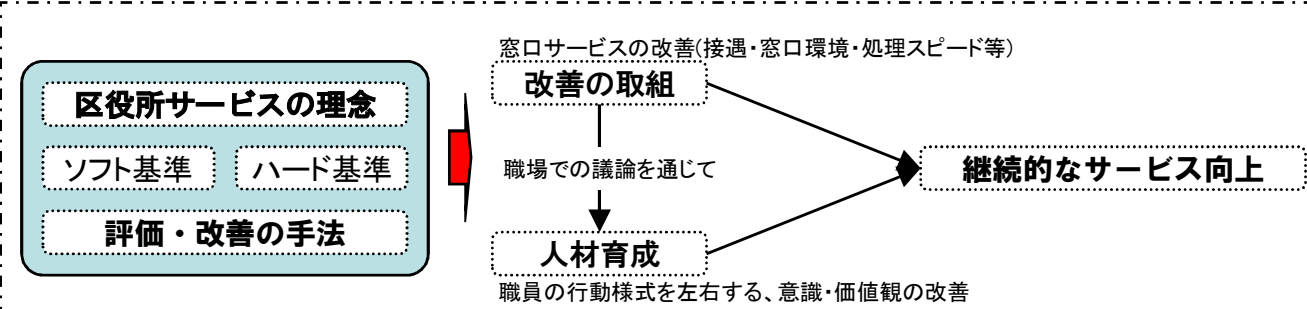 窓口サービスの改善(接遇・窓口環境・処理スピード等)
区役所サービスの理念
ソフト基準
ハード基準
評価・改善の手法
改善の取組
職場での議論を通じて
人材育成
職員の行動様式を左右する、意識・価値観の改善
継続的なサービス向上